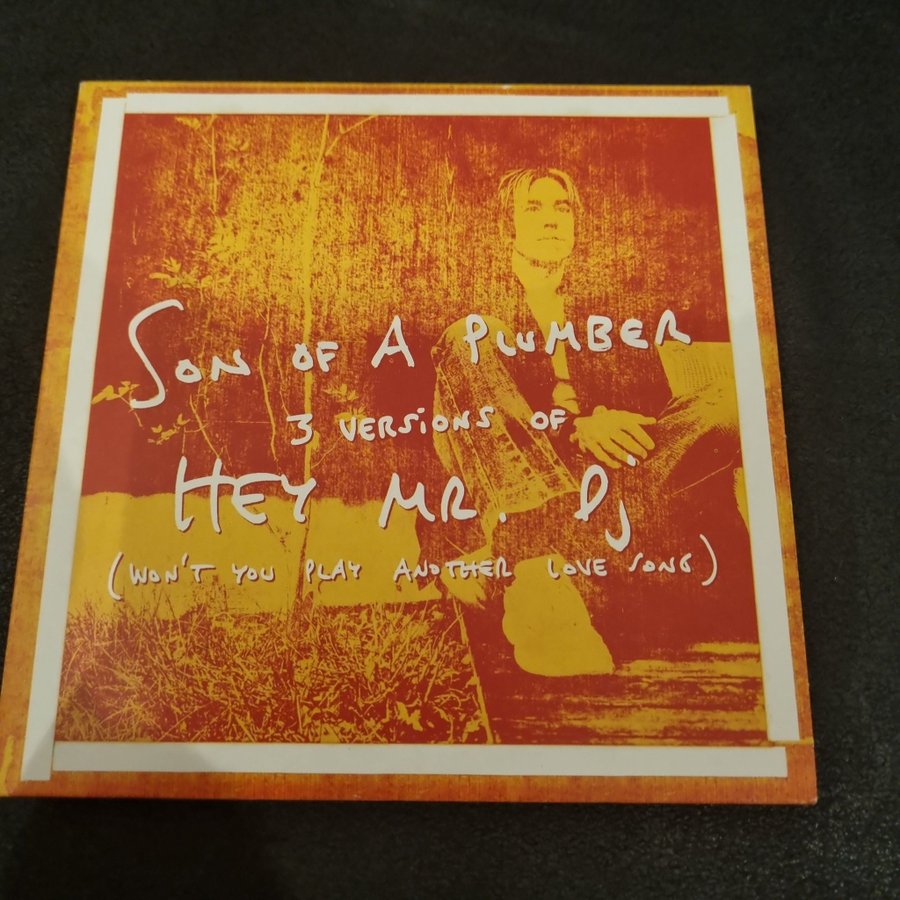 SON OF A PLUMBER
3 VERSiONS OF
HEY MR. Dj
(WON'T YOU PLAY ANOTHER LOVE SONG)